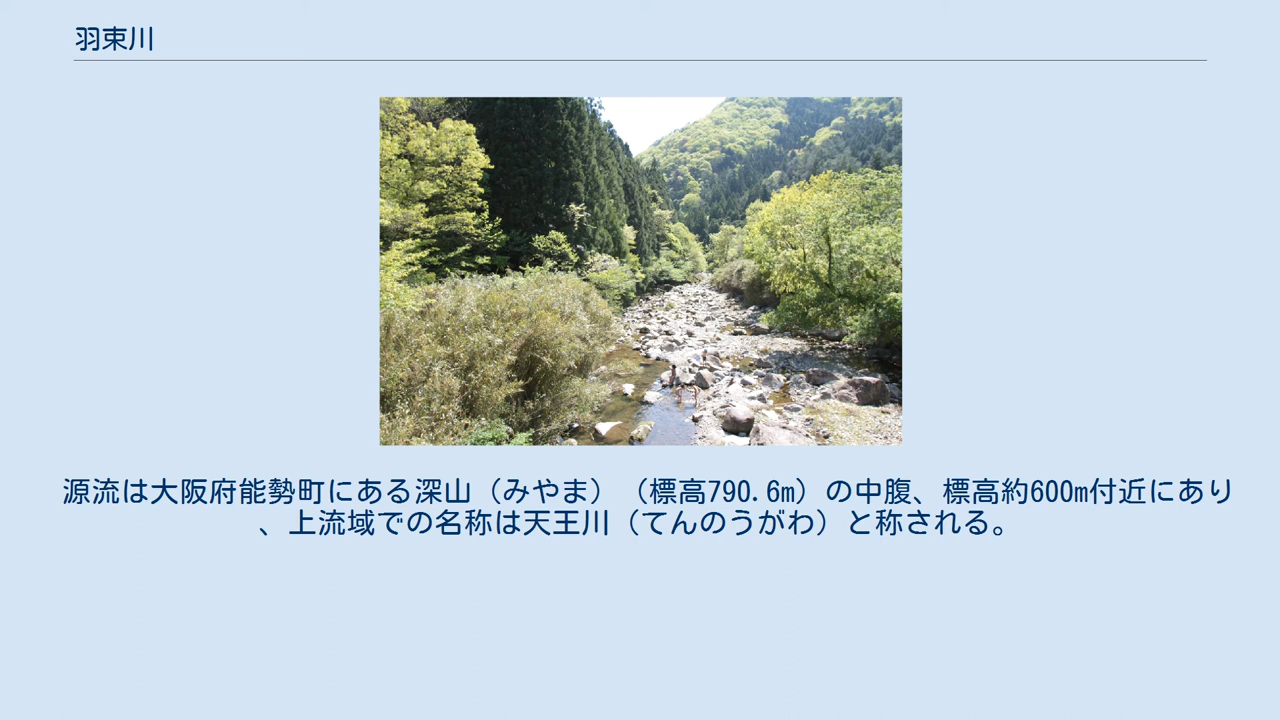 羽束川
源流は大阪府能勢町にある深山（みやま）（標高790.6m）の中腹、標高約600m付近にあり
、上流域での名称は天王川（てんのうがわ）と称される。